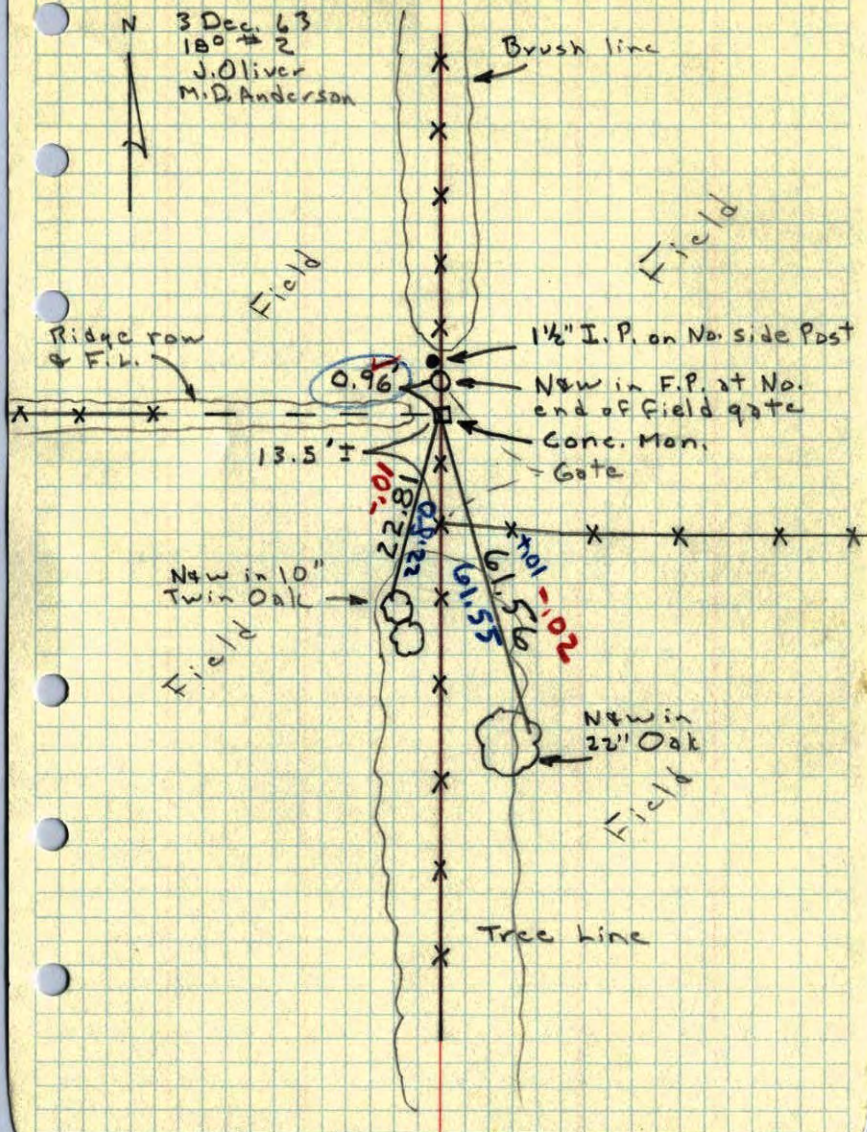 N
3 Dec. 63
18° #2
J. Oliver
M.D. Anderson
Brush line
Field
Field
Ridge row
& F.L.
0.96'
1½" I.P. on No. side Post
N&W in F.P. at No.
end of field gate
Conc. Mon.
Gate
13.5'±
-.01
22.81
22.80
61.56
61.55
+.01
-.02
N&W in 10"
Twin Oak
Field
N&W in
22" Oak
Field
Tree Line